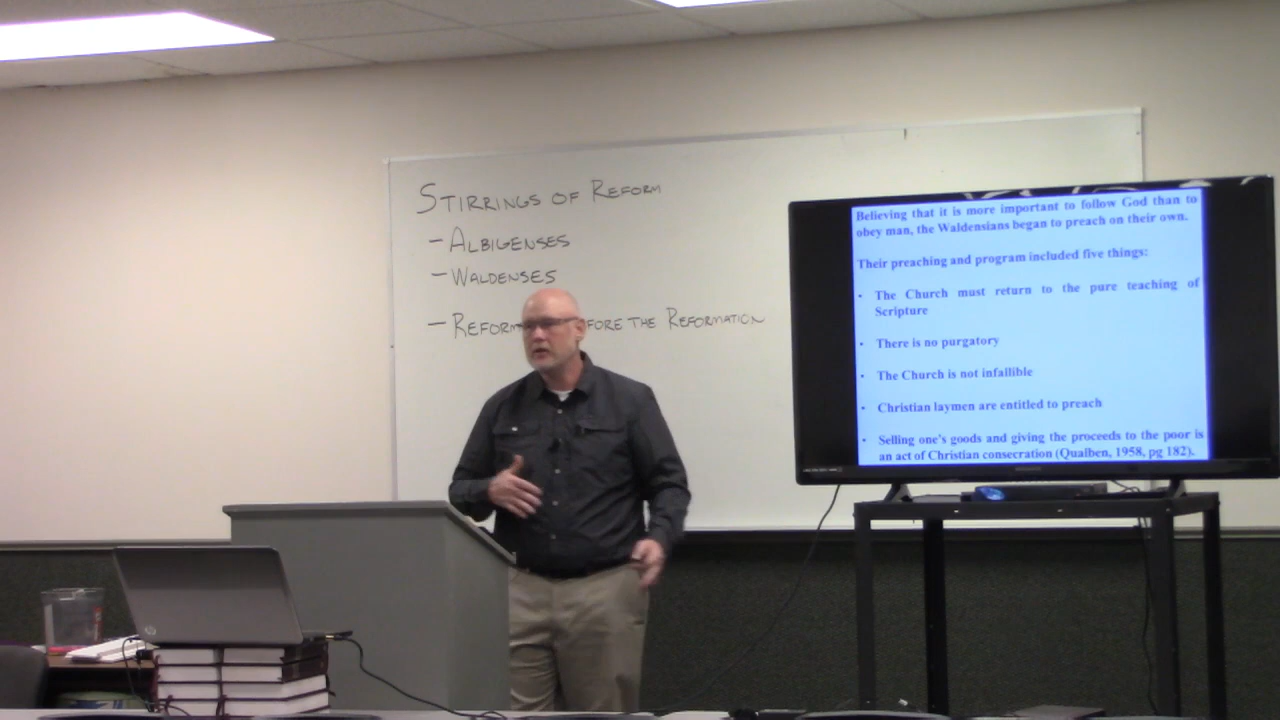 STIRRINGS OF REFORM
- ALBIGENSES
- WALDENSES
- REFORM FORE THE REFORMATION
Believing that it is more important to follow God than to
obey man, the Waldensians began to preach on their own.
Their preaching and program included five things:
• The Church must return to the pure teaching of
Scripture
• There is no purgatory
• The Church is not infallible
• Christian laymen are entitled to preach
• Selling one's goods and giving the proceeds to the poor is
an act of Christian consecration (Qualben, 1958, pg 182).
hp